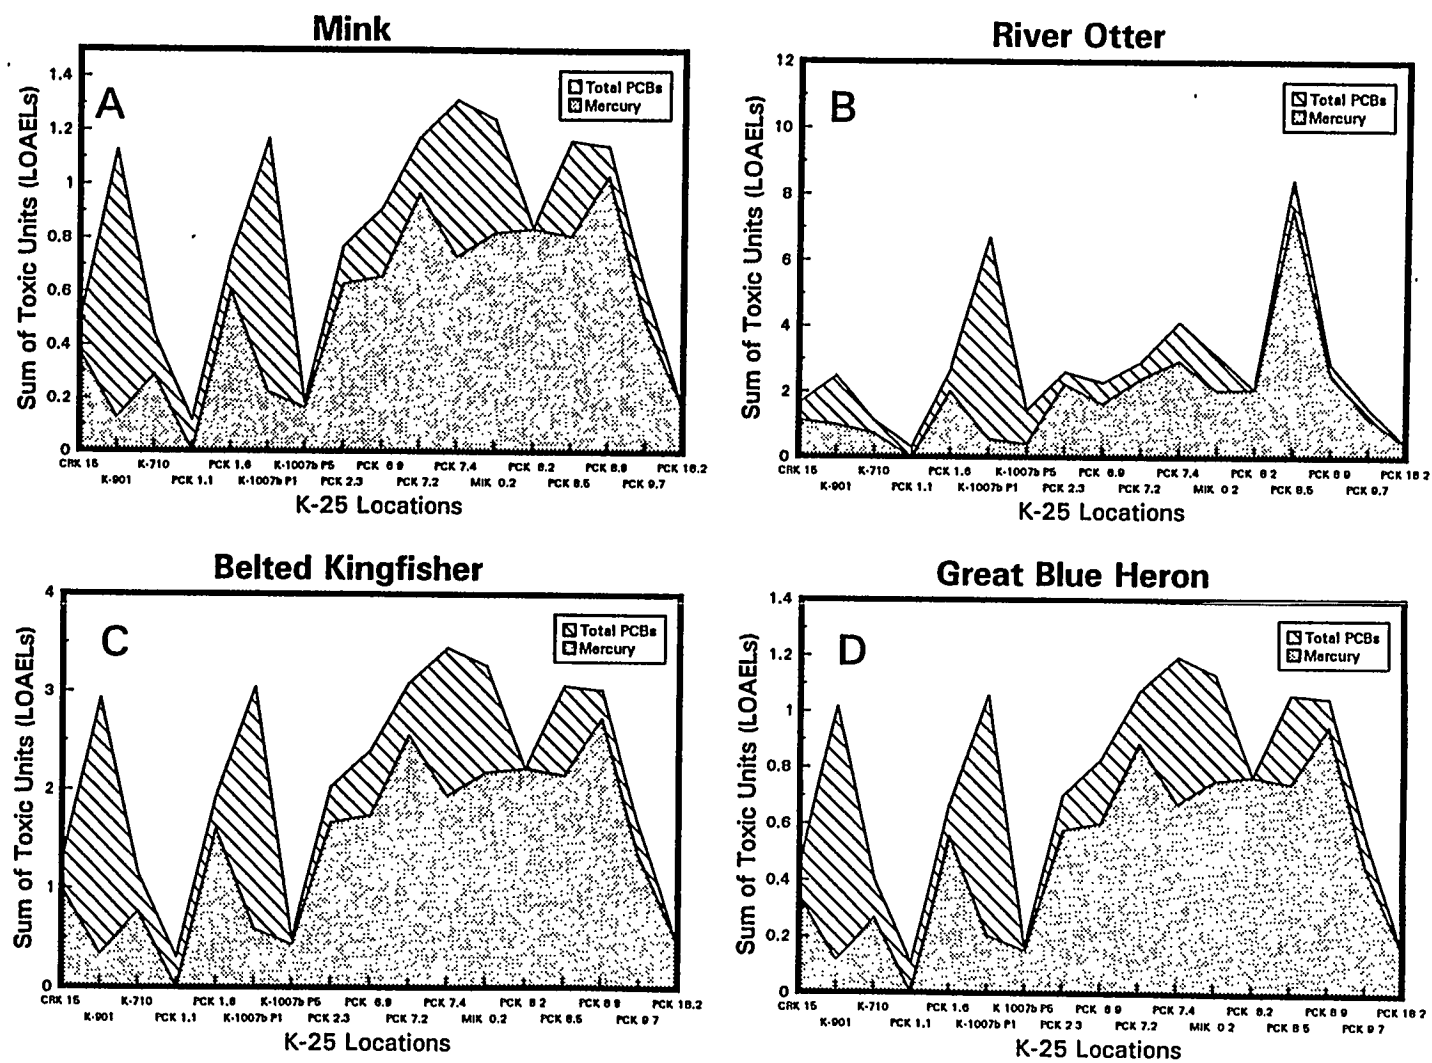 Mink
Sum of Toxic Units (LOAELs)
A
Total PCBs
Mercury
1.4
1.2
1
0.8
0.6
0.4
0.2
0
CRK 15 K-710 PCK 1.6 K-1007b P5 PCK 6.9 PCK 7.4 PCK 8.2 PCK 8.9 PCK 16.2
K-901 PCK 1.1 K-1007b P1 PCK 2.3 PCK 7.2 MIK 0.2 PCK 8.5 PCK 9.7
K-25 Locations
River Otter
Sum of Toxic Units (LOAELs)
B
Total PCBs
Mercury
12
10
8
6
4
2
0
CRK 15 K-710 PCK 1.6 K-1007b P5 PCK 6.9 PCK 7.4 PCK 8 2 PCK 8 9 PCK 18 2
K-901 PCK 1.1 K-1007b P1 PCK 2.3 PCK 7.2 MIK 0.2 PCK 8.5 PCK 9.7
K-25 Locations
Belted Kingfisher
Sum of Toxic Units (LOAELs)
C
Total PCBs
Mercury
4
3
2
1
0
CRK 15 K-710 PCK 1.6 K-1007b P5 PCK 6.9 PCK 7.4 PCK 8 2 PCK 8 9 PCK 18.2
K-901 PCK 1.1 K-1007b P1 PCK 2.3 PCK 7.2 MIK 0.2 PCK 8.5 PCK 9 7
K-25 Locations
Great Blue Heron
Sum of Toxic Units (LOAELs)
D
Total PCBs
Mercury
1.4
1.2
1
0.8
0.6
0.4
0.2
0
CRK 15 K-710 PCK 1.6 K 1007b P5 PCK 6 9 PCK 7.4 PCK 8.2 PCK 8 9 PCK 18 2
K-901 PCK 1.1 K-1007b P1 PCK 2 3 PCK 7.2 MIK 0 2 PCK 8 5 PCK 9 7
K-25 Locations